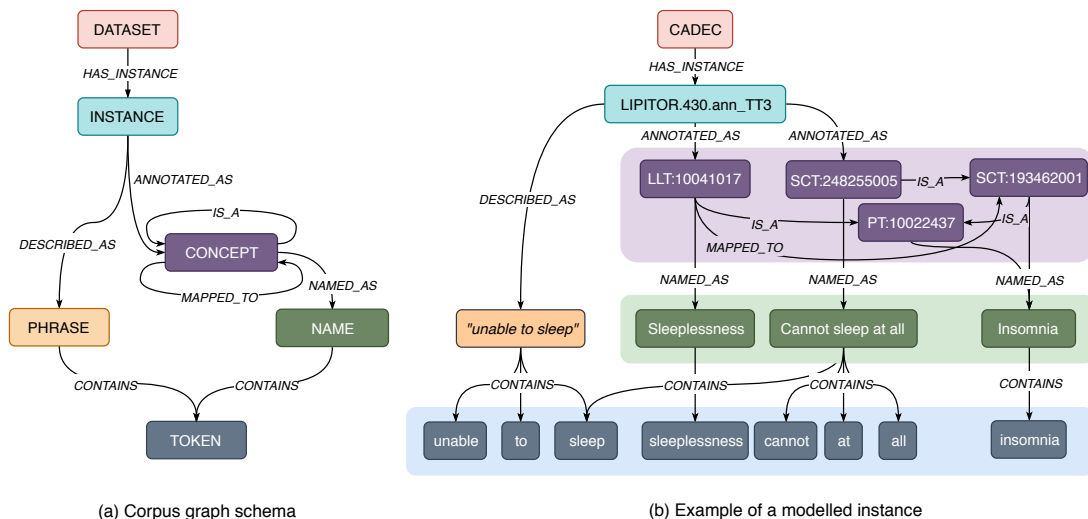 DATASET
HAS_INSTANCE
INSTANCE
ANNOTATED_AS
IS_A
DESCRIBED_AS
CONCEPT
MAPPED_TO
NAMED_AS
PHRASE
NAME
CONTAINS
CONTAINS
TOKEN
(a) Corpus graph schema
CADEC
HAS_INSTANCE
LIPITOR.430.ann_TT3
ANNOTATED_AS
ANNOTATED_AS
LLT:10041017
SCT:248255005
IS_A
SCT:193462001
DESCRIBED_AS
IS_A
PT:10022437
IS_A
MAPPED_TO
NAMED_AS
NAMED_AS
NAMED_AS
"unable to sleep"
Sleeplessness
Cannot sleep at all
Insomnia
CONTAINS
CONTAINS
CONTAINS
CONTAINS
unable
to
sleep
sleeplessness
cannot
at
all
insomnia
(b) Example of a modelled instance